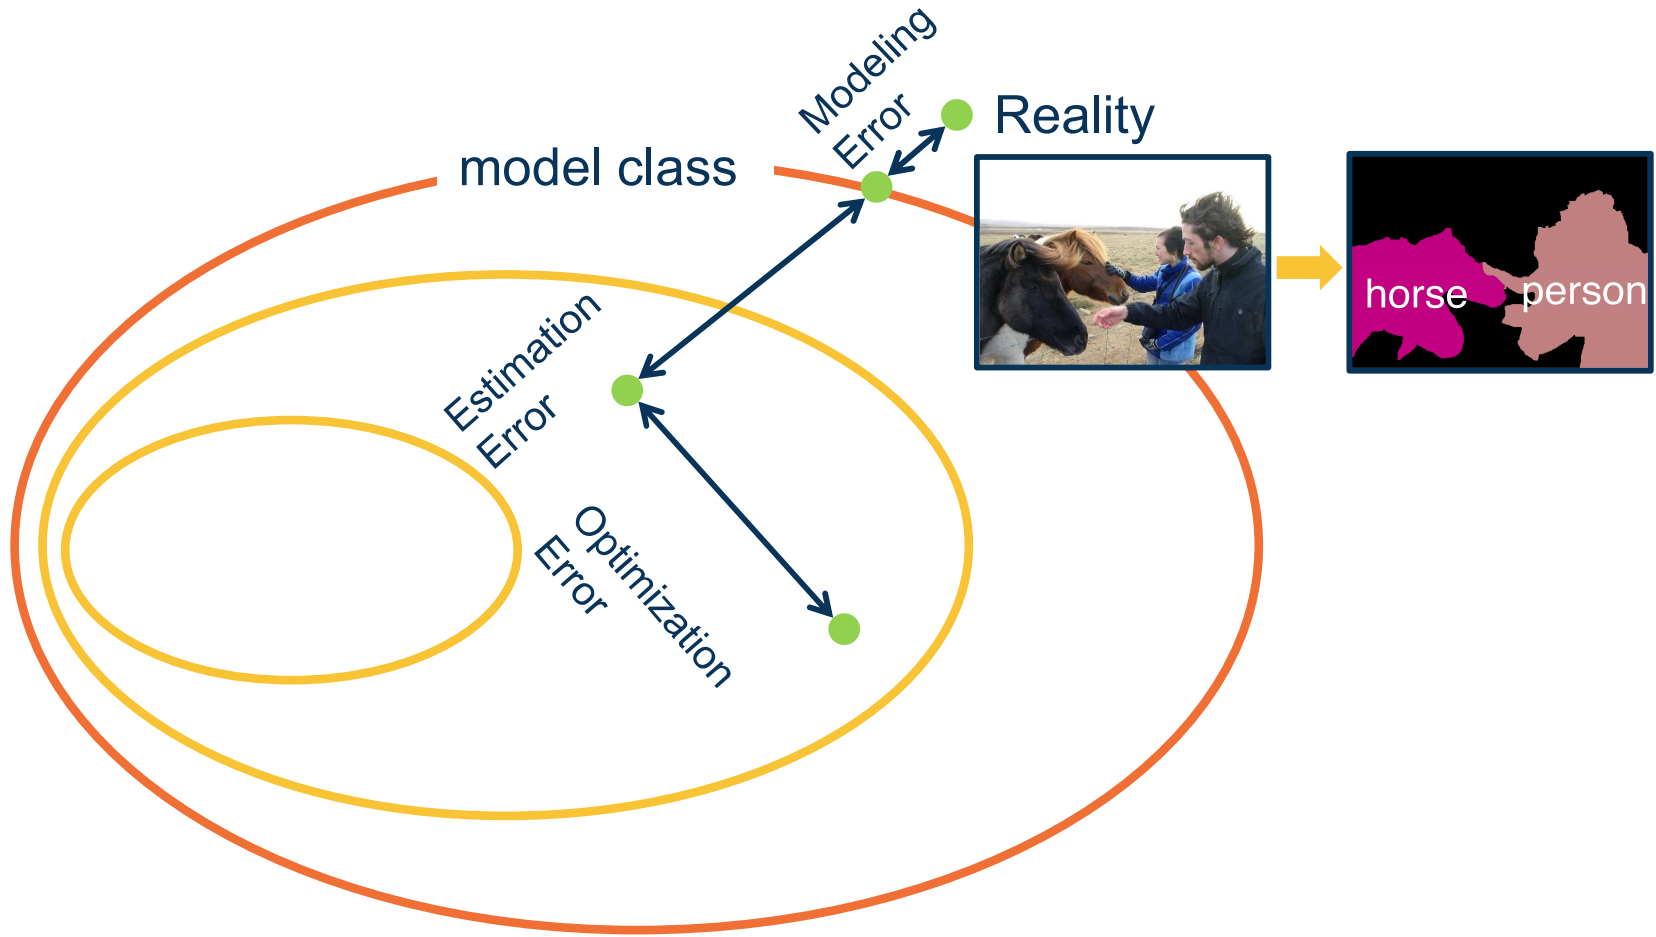 Modeling
Error
Reality
model class
horse
person
Estimation
Error
Optimization
Error